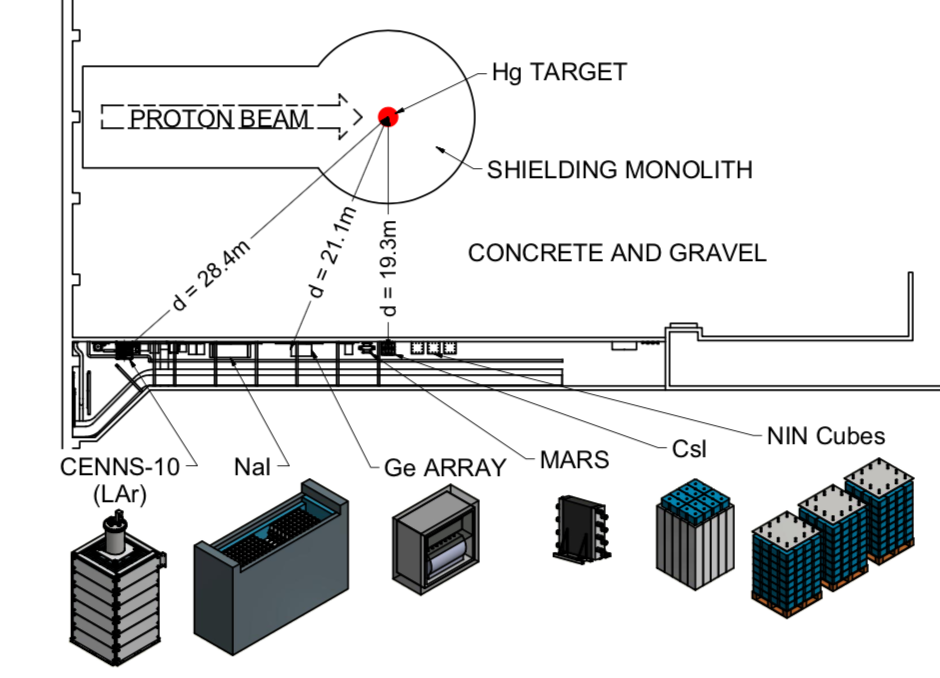 Hg TARGET
PROTON BEAM
SHIELDING MONOLITH
d = 28.4m
d = 21.1m
d = 19.3m
CONCRETE AND GRAVEL
CENNS-10
(LAr)
NaI
Ge ARRAY
MARS
CsI
NIN Cubes